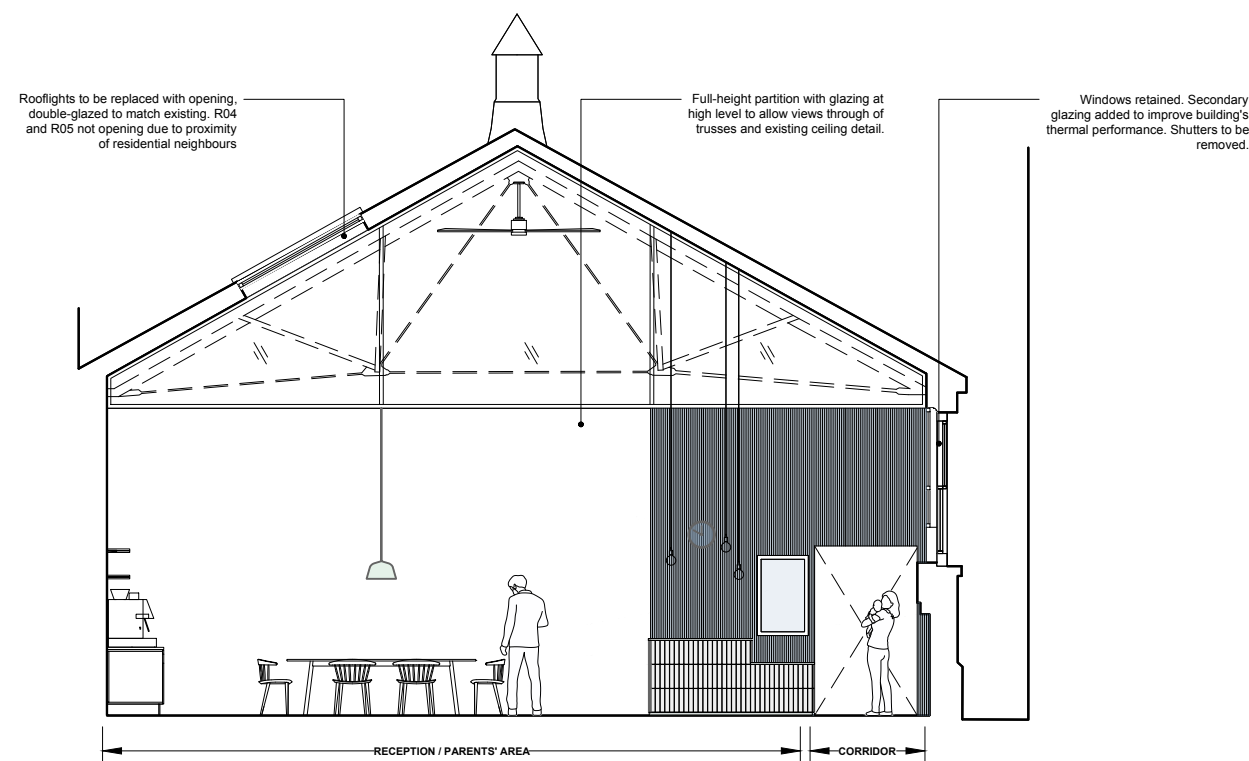 Rooflights to be replaced with opening,
double-glazed to match existing. R04
and R05 not opening due to proximity
of residential neighbours
Full-height partition with glazing at
high level to allow views through of
trusses and existing ceiling detail.
Windows retained. Secondary
glazing added to improve building's
thermal performance. Shutters to be
removed.
RECEPTION / PARENTS' AREA
CORRIDOR